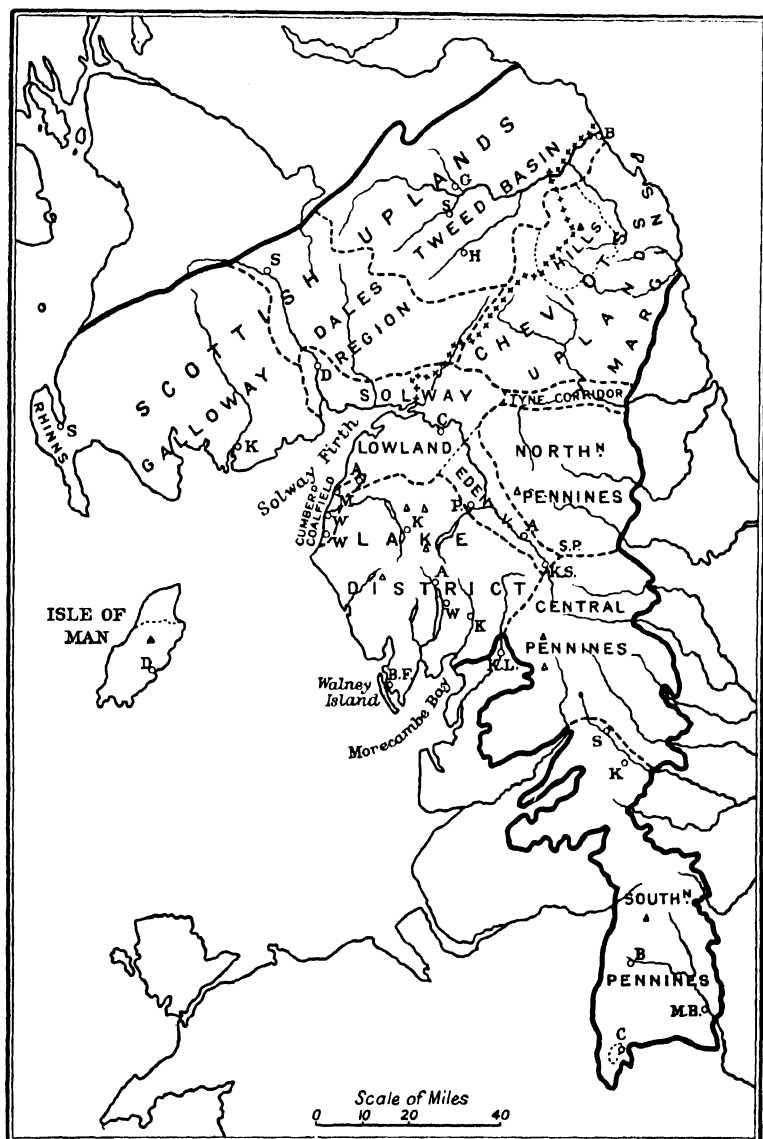 SCOTTISH UPLANDS
TWEED BASIN
B
G
S
H
CHEVIOT HILLS
UPLANDS
MARGINS
DALES
REGION
S
D
GALLOWAY
RHINNS
S
K
SOLWAY
LOWLAND
TYNE CORRIDOR
Solway Firth
C
NORTHN
PENNINES
EDEN V.
A
M
W
W
CUMBERD
COALFIELD
K
P.
A
S.P.
K.S.
LAKE
DISTRICT
A
W
K
CENTRAL
PENNINES
K.L.
ISLE OF
MAN
D
B.F.
Walney
Island
Morecambe Bay
S
K
SOUTHN.
PENNINES
B
M.B.
C
Scale of Miles
0 10 20 40